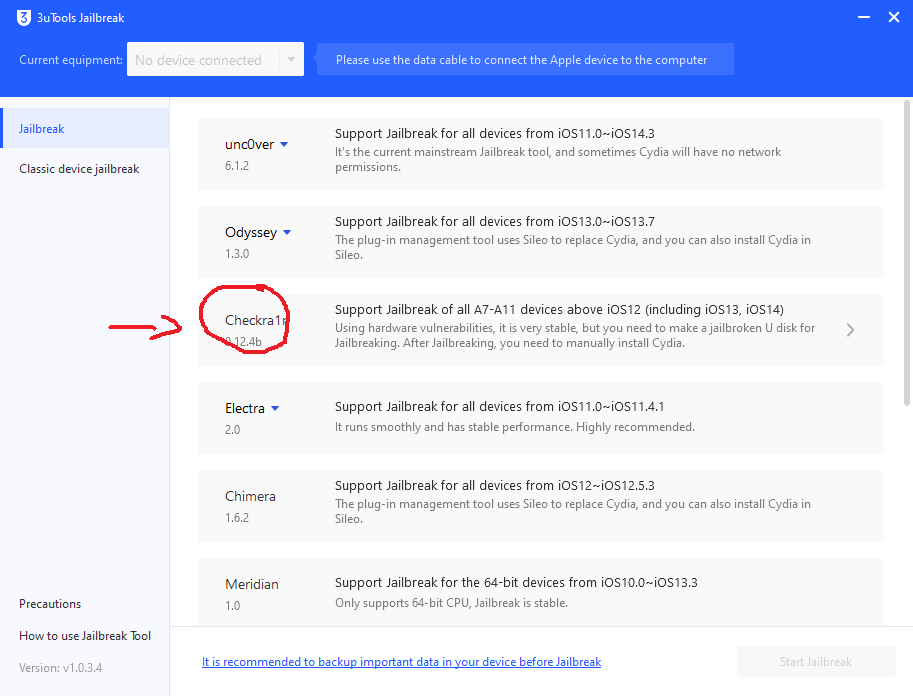 3uTools Jailbreak
Current equipment:
No device connected
Please use the data cable to connect the Apple device to the computer
Jailbreak
Classic device jailbreak
unc0ver
6.1.2
Support Jailbreak for all devices from iOS11.0~iOS14.3
It's the current mainstream Jailbreak tool, and sometimes Cydia will have no network
permissions.
Odyssey
1.3.0
Support Jailbreak for all devices from iOS13.0~iOS13.7
The plug-in management tool uses Sileo to replace Cydia, and you can also install Cydia in
Sileo.
Checkra1n
0.12.4b
Support Jailbreak of all A7-A11 devices above iOS12 (including iOS13, iOS14)
Using hardware vulnerabilities, it is very stable, but you need to make a jailbroken U disk for
Jailbreaking. After Jailbreaking, you need to manually install Cydia.
Electra
2.0
Support Jailbreak for all devices from iOS11.0~iOS11.4.1
It runs smoothly and has stable performance. Highly recommended.
Chimera
1.6.2
Support Jailbreak for all devices from iOS12~iOS12.5.3
The plug-in management tool uses Sileo to replace Cydia, and you can also install Cydia in
Sileo.
Meridian
1.0
Support Jailbreak for the 64-bit devices from iOS10.0~iOS13.3
Only supports 64-bit CPU, Jailbreak is stable.
Precautions
How to use Jailbreak Tool
Version: v1.0.3.4
It is recommended to backup important data in your device before Jailbreak
Start Jailbreak